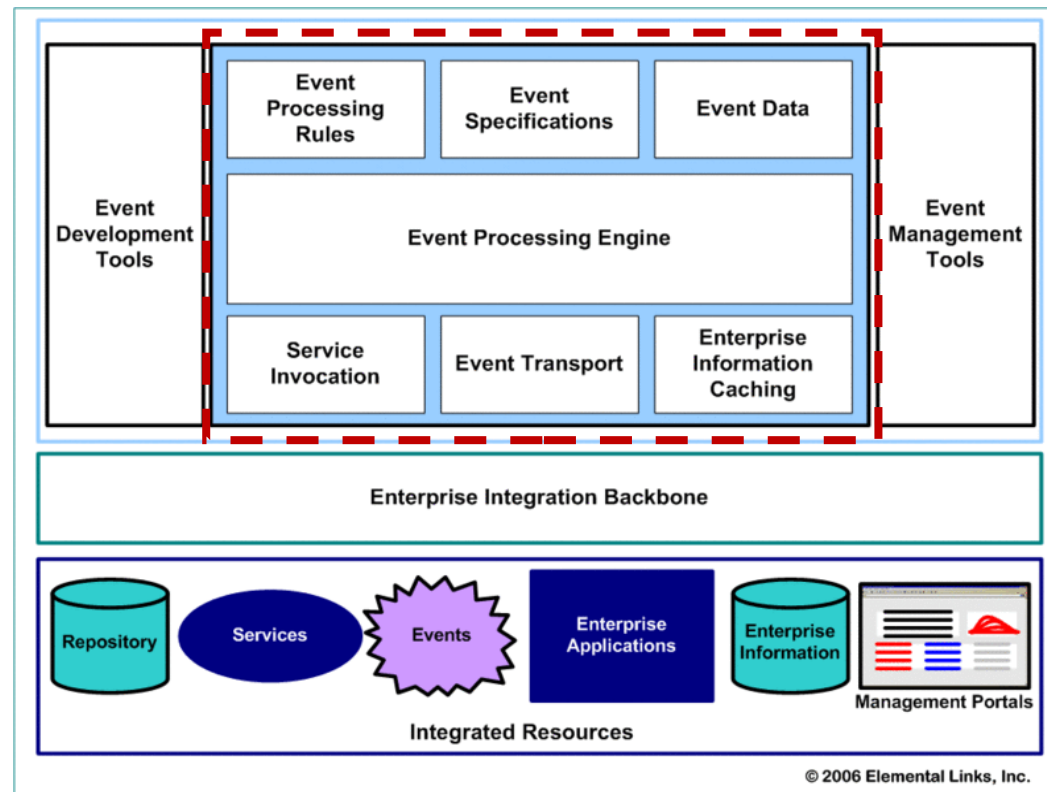 Event
Processing
Rules
Event
Specifications
Event Data
Event
Development
Tools
Event Processing Engine
Event
Management
Tools
Service
Invocation
Event Transport
Enterprise
Information
Caching
Enterprise Integration Backbone
Repository
Services
Events
Enterprise
Applications
Enterprise
Information
Management Portals
Integrated Resources
© 2006 Elemental Links, Inc.